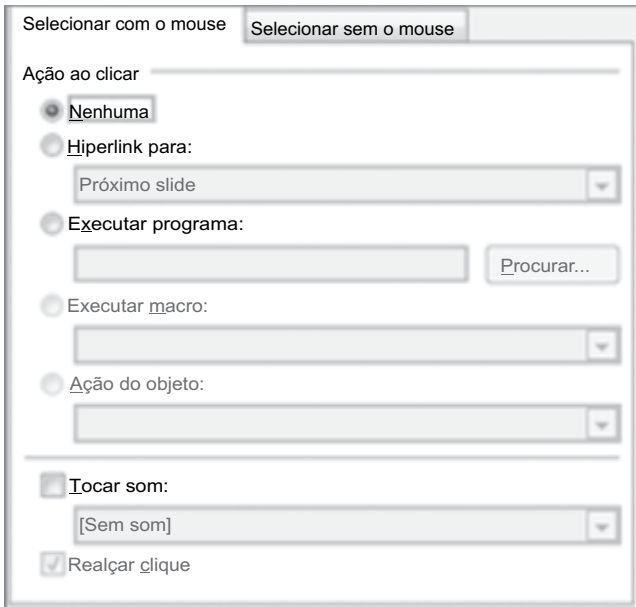 Selecionar com o mouse
Selecionar sem o mouse
Ação ao clicar
Nenhuma
Hiperlink para:
Próximo slide
Executar programa:
Procurar...
Executar macro:
Ação do objeto:
Tocar som:
[Sem som]
Realçar clique